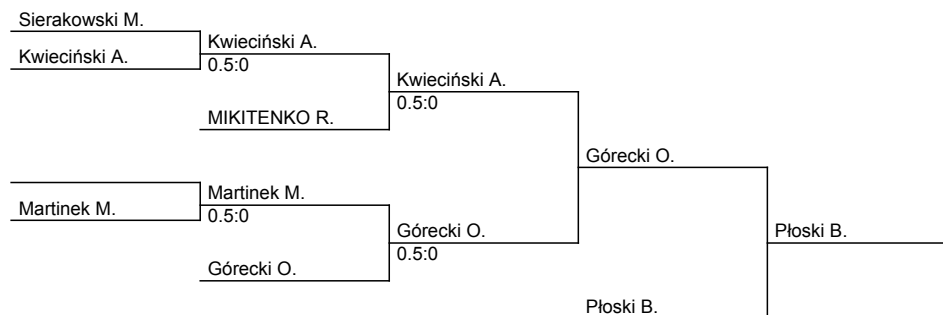 Sierakowski M.
Kwieciński A.
Kwieciński A.
0.5:0
MIKITENKO R.
Kwieciński A.
0.5:0
Martinek M.
Martinek M.
0.5:0
Górecki O.
Górecki O.
0.5:0
Górecki O.
Płoski B.
Płoski B.